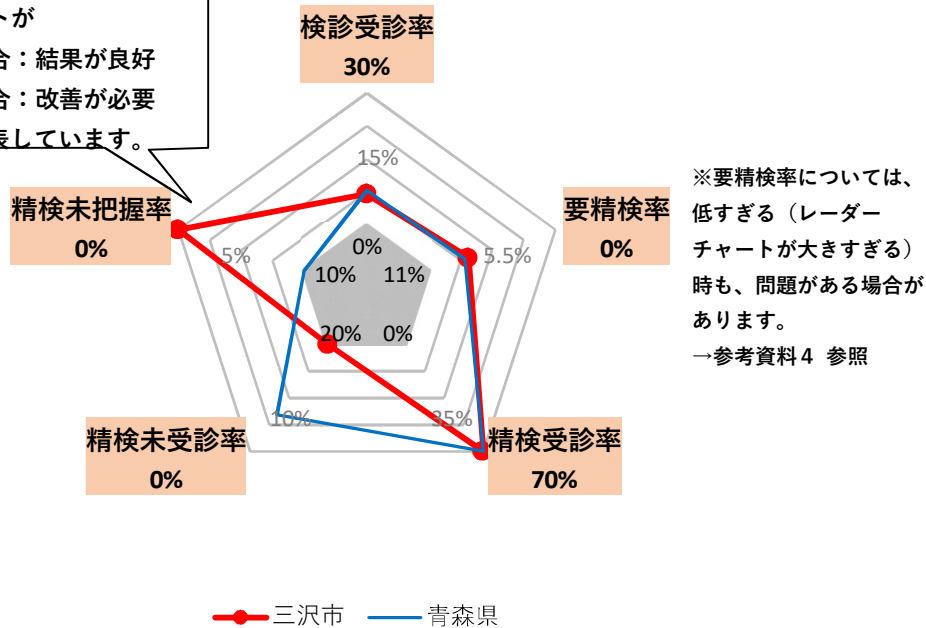 トが
合：結果が良好
合：改善が必要
表しています。
検診受診率
30%
15%
要精検率
0%
5.5%
※要精検率については、
低すぎる（レーダー
チャートが大きすぎる）
時も、問題がある場合が
あります。
→参考資料４ 参照
精検未把握率
0%
5%
0%
10%
11%
20%
0%
10%
35%
精検未受診率
0%
精検受診率
70%
三沢市
青森県